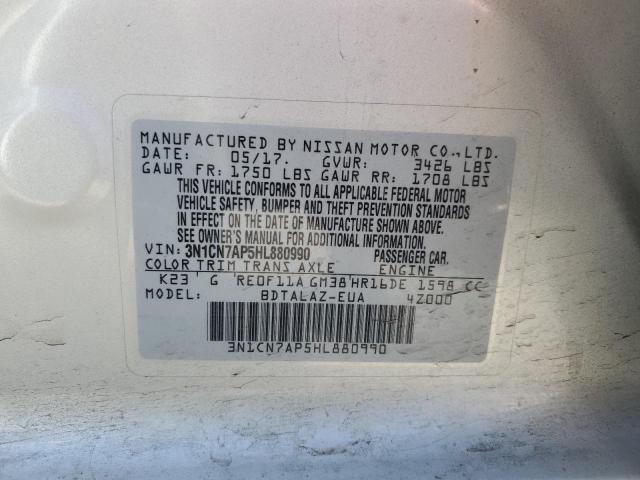 MANUFACTURED BY NISSAN MOTOR CO.,LTD.
DATE: 05/17. GVWR: 3426 LBS
GAWR FR: 1750 LBS GAWR RR: 1708 LBS
THIS VEHICLE CONFORMS TO ALL APPLICABLE FEDERAL MOTOR
VEHICLE SAFETY, BUMPER AND THEFT PREVENTION STANDARDS
IN EFFECT ON THE DATE OF MANUFACTURE SHOWN ABOVE.
SEE OWNER'S MANUAL FOR ADDITIONAL INFORMATION.
VIN: 3N1CN7AP5HL880990 PASSENGER CAR.
COLOR TRIM TRANS AXLE ENGINE
K23 G RE0F11A GM38 HR16DE 1598 CC
MODEL: BDTALAZ-EUA 4Z000
3N1CN7AP5HL880990